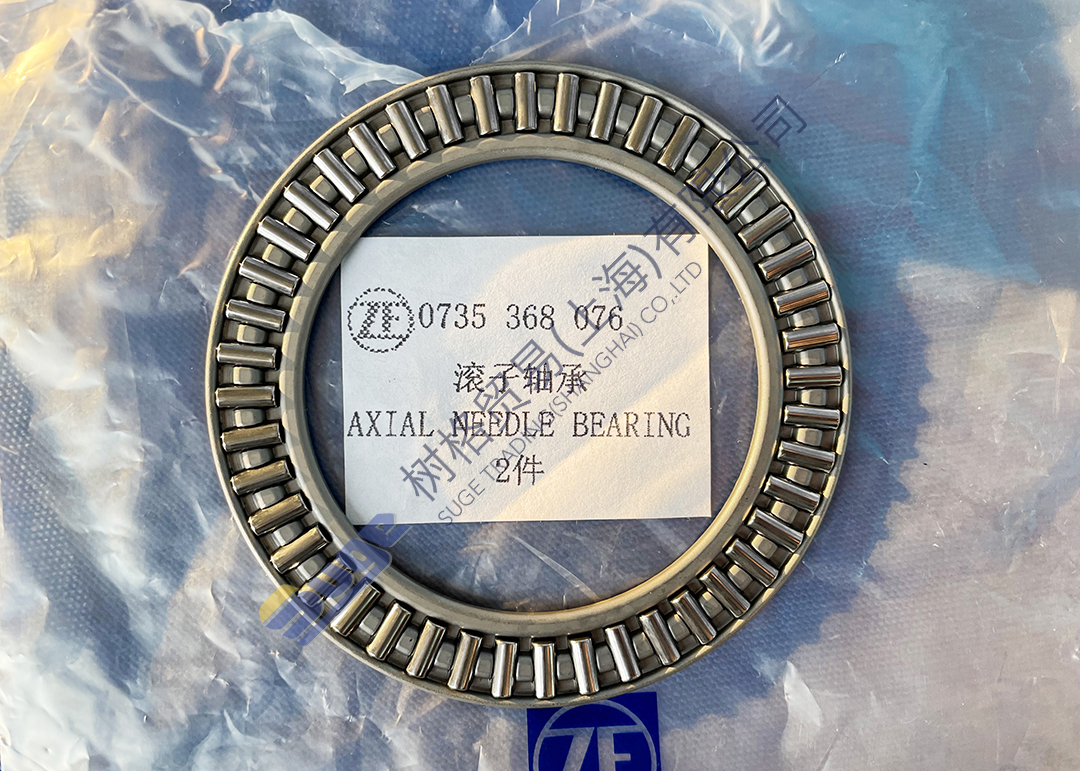 ZF 0735 368 076
滚子轴承
AXIAL NEEDLE BEARING
2件
树格贸易(上海)有限公司
SUGE TRADING(SHANGHAI) CO.,LTD
suge
ZF